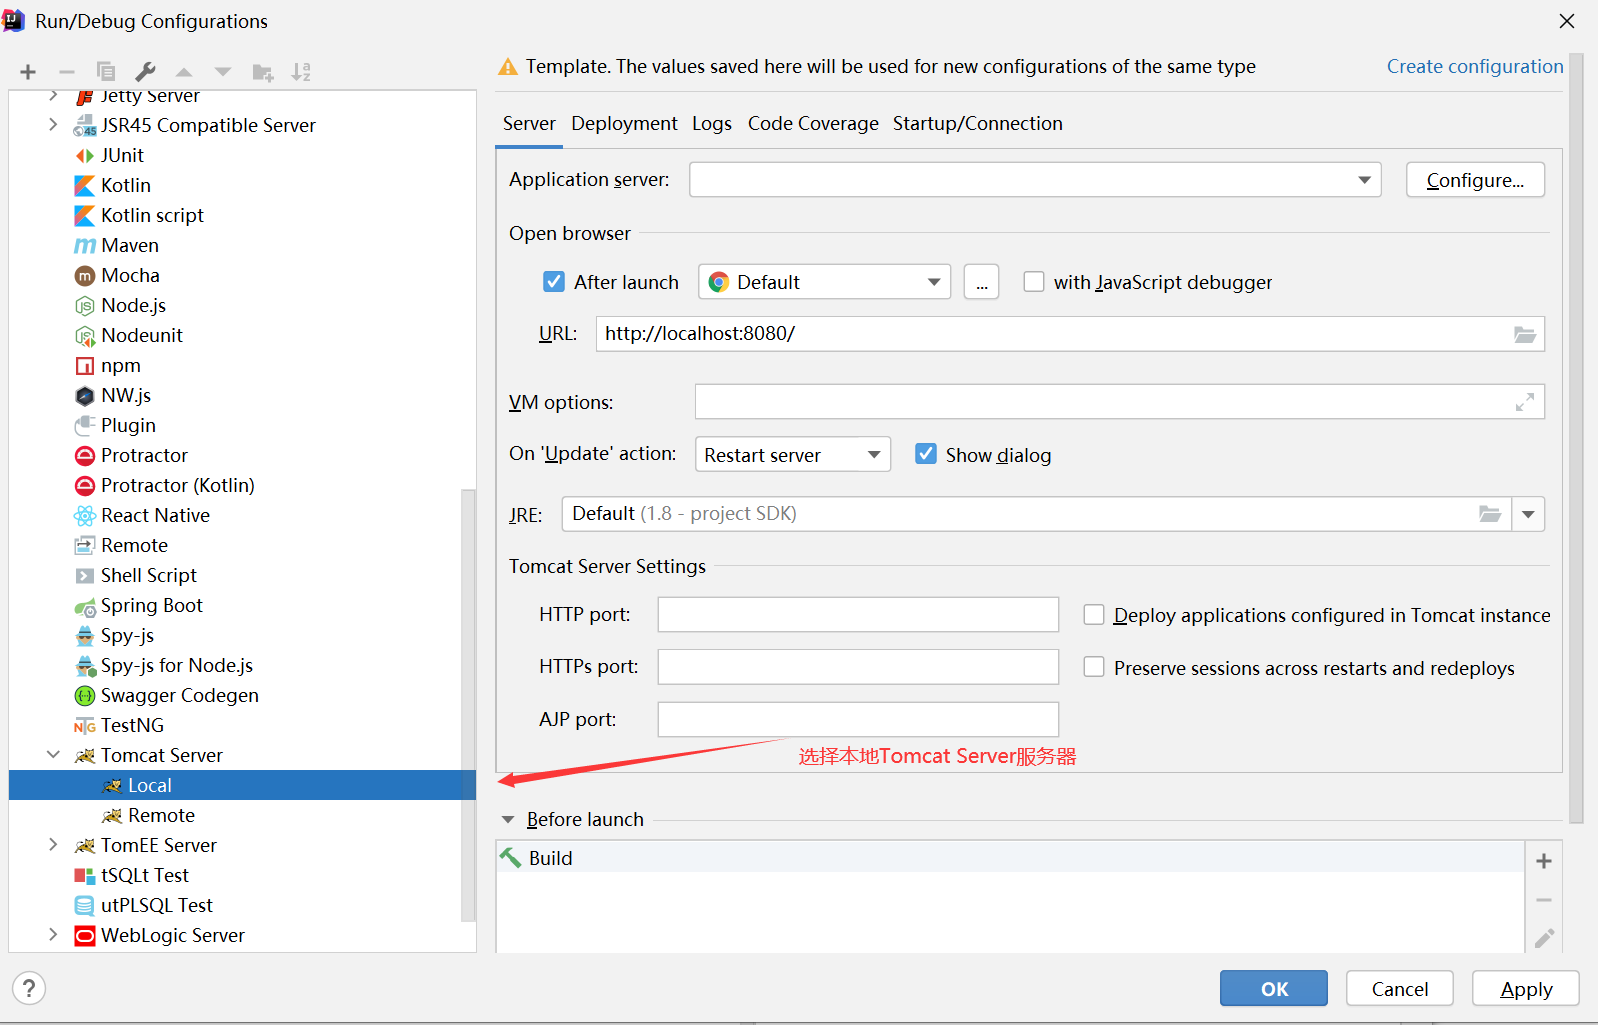 Run/Debug Configurations
Jetty Server
JSR45 Compatible Server
JUnit
Kotlin
Kotlin script
Maven
Mocha
Node.js
Nodeunit
npm
NW.js
Plugin
Protractor
Protractor (Kotlin)
React Native
Remote
Shell Script
Spring Boot
Spy-js
Spy-js for Node.js
Swagger Codegen
TestNG
Tomcat Server
Local
Remote
TomEE Server
tSQLt Test
utPLSQL Test
WebLogic Server
Template. The values saved here will be used for new configurations of the same type Create configuration
Server Deployment Logs Code Coverage Startup/Connection
Application server: Configure...
Open browser
After launch Default ... with JavaScript debugger
URL: http://localhost:8080/
VM options:
On 'Update' action: Restart server Show dialog
JRE: Default (1.8 - project SDK)
Tomcat Server Settings
HTTP port: Deploy applications configured in Tomcat instance
HTTPs port: Preserve sessions across restarts and redeploys
AJP port:
选择本地Tomcat Server服务器
Before launch
Build
? OK Cancel Apply